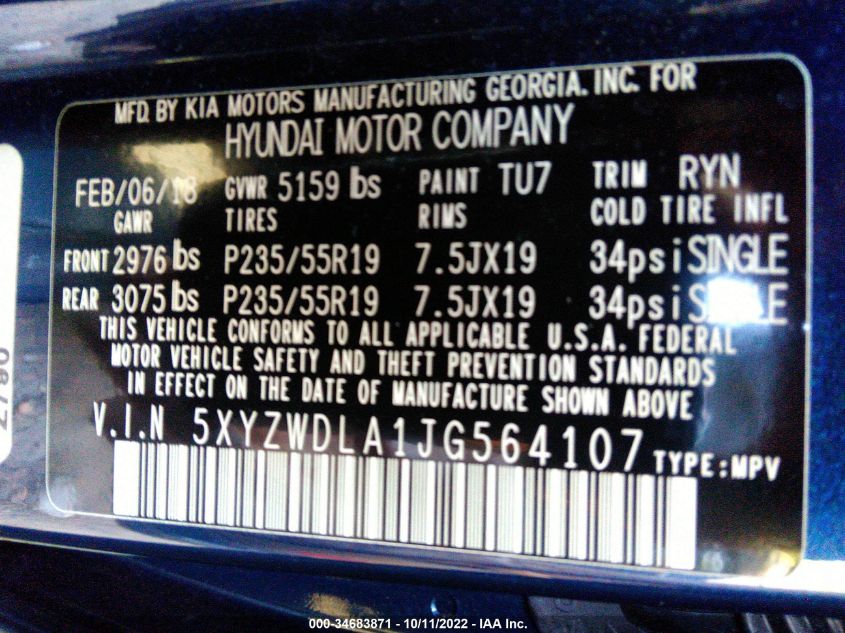 MFD. BY KIA MOTORS MANUFACTURING GEORGIA. INC. FOR
HYUNDAI MOTOR COMPANY
FEB/06/18 GVWR 5159 lbs PAINT TU7 TRIM RYN
GAWR TIRES RIMS COLD TIRE INFL
FRONT 2976 lbs P235/55R19 7.5JX19 34psi SINGLE
REAR 3075 lbs P235/55R19 7.5JX19 34psi SINGLE
THIS VEHICLE CONFORMS TO ALL APPLICABLE U.S.A. FEDERAL
MOTOR VEHICLE SAFETY AND THEFT PREVENTION STANDARDS
IN EFFECT ON THE DATE OF MANUFACTURE SHOWN ABOVE
V.I.N 5XYZWDLA1JG564107 TYPE:MPV
000-34683871 - 10/11/2022 - IAA Inc.